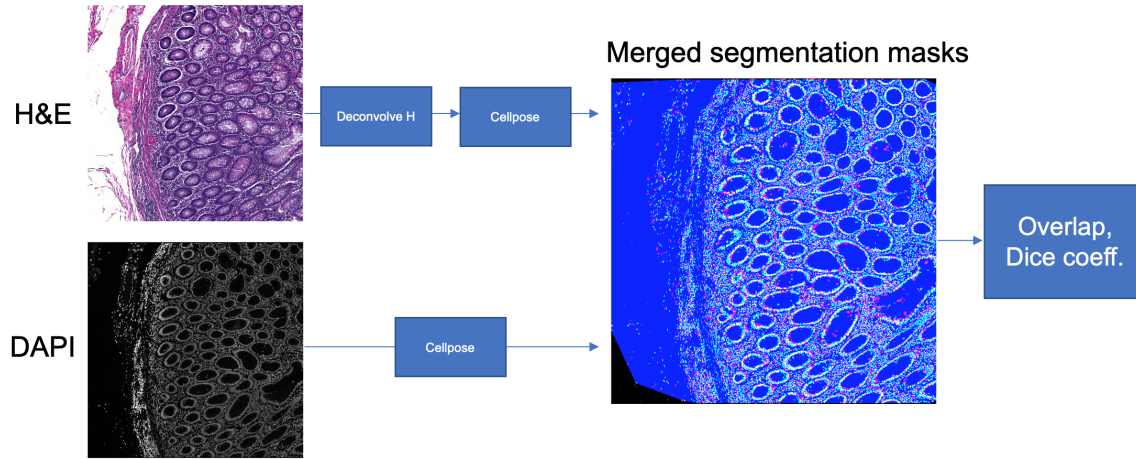 H&E
Deconvolve H
Cellpose
Merged segmentation masks
DAPI
Cellpose
Overlap,
Dice coeff.